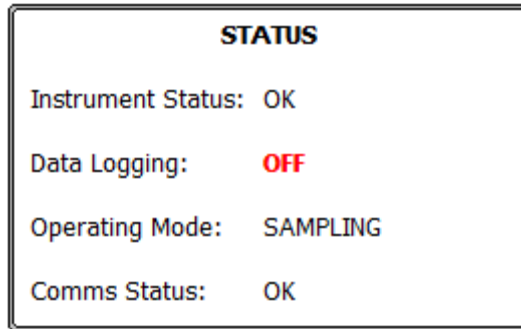 STATUS
Instrument Status: OK
Data Logging: OFF
Operating Mode: SAMPLING
Comms Status: OK